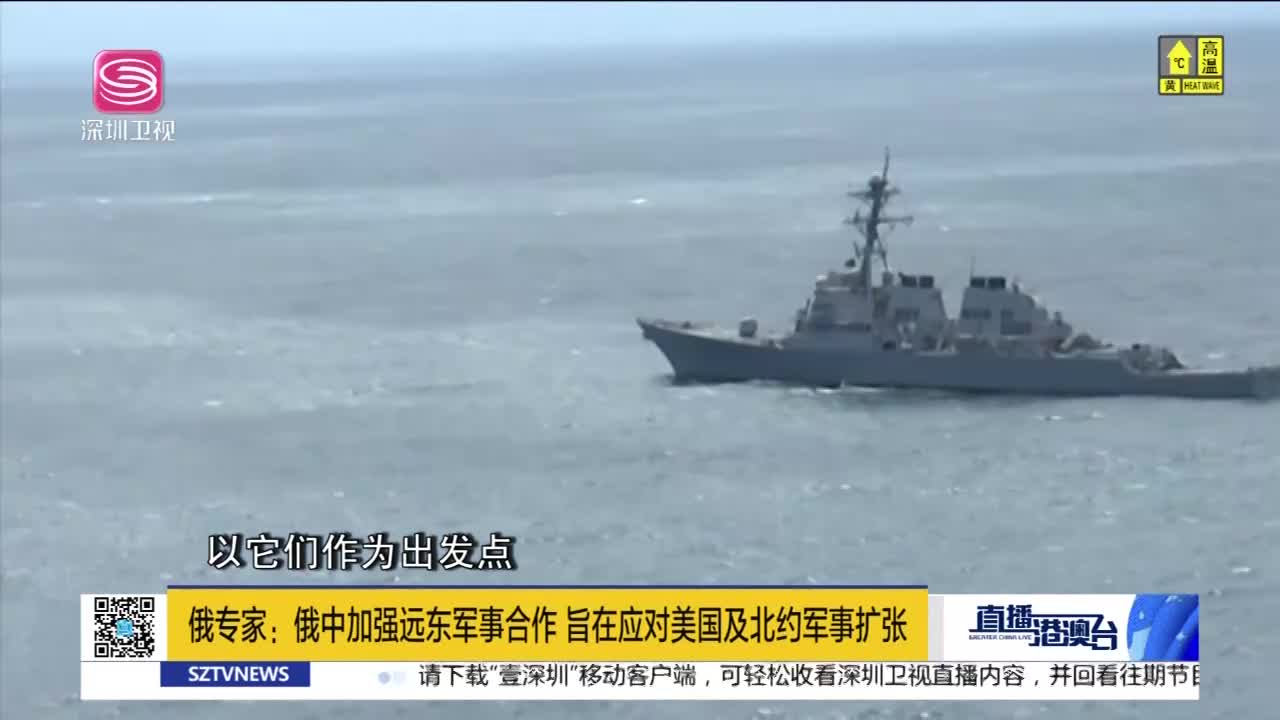 高温
℃
黄 HEAT WAVE
深圳卫视
以它们作为出发点
俄专家：俄中加强远东军事合作 旨在应对美国及北约军事扩张
直播港澳台
GREATER CHINA LIVE
SZTVNEWS
请下载“壹深圳”移动客户端，可轻松收看深圳卫视直播内容，并回看往期节目